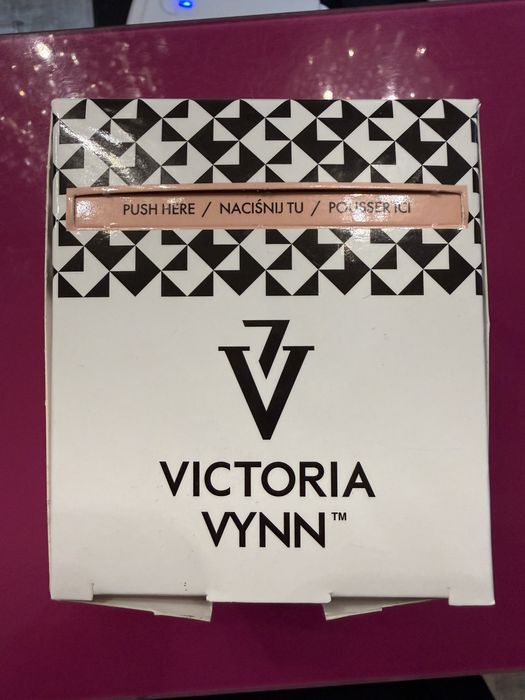 PUSH HERE / NACIŚNIJ TU / POUSSER ICI
VICTORIA
VYNN™